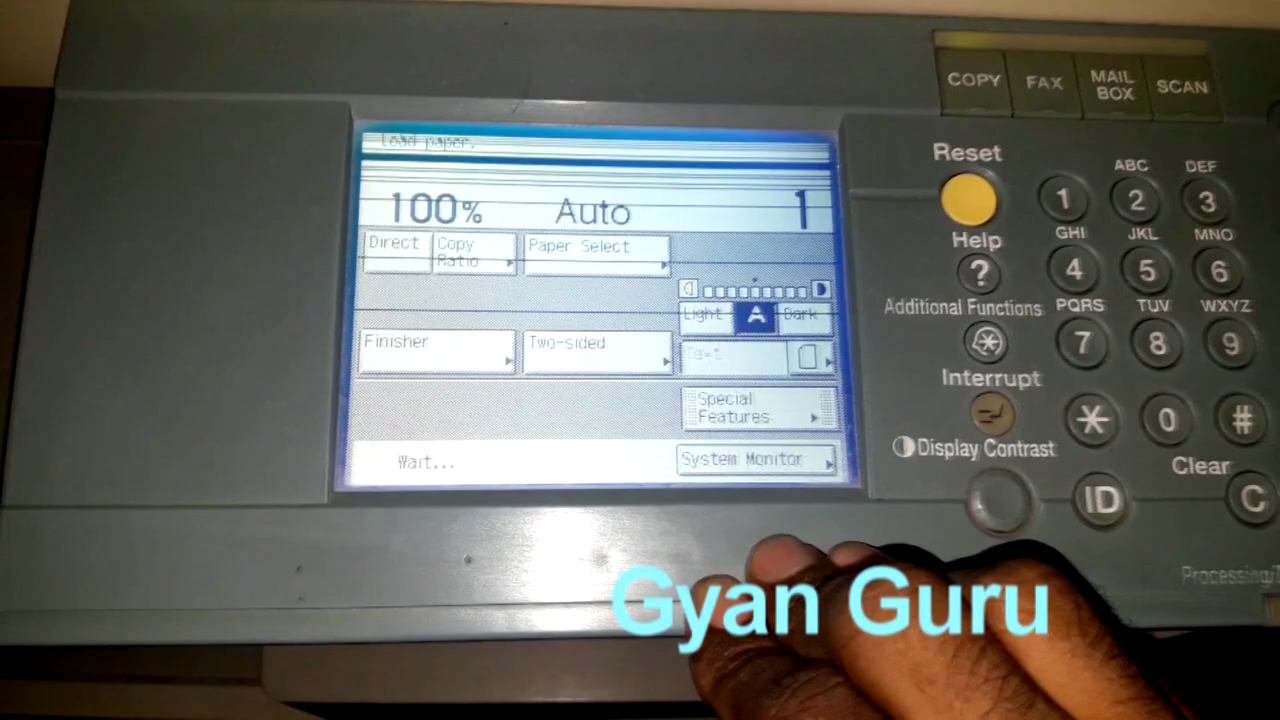 COPY FAX MAIL BOX SCAN
Load paper.
100% Auto 1
Direct Copy Ratio Paper Select
Light A Dark
Finisher Two-sided Text
Special Features
Wait... System Monitor
Reset
Help
?
Additional Functions
Interrupt
Display Contrast
ABC DEF
1 2 3
GHI JKL MNO
4 5 6
PQRS TUV WXYZ
7 8 9
* 0 #
Clear
ID C
Processing/
Gyan Guru